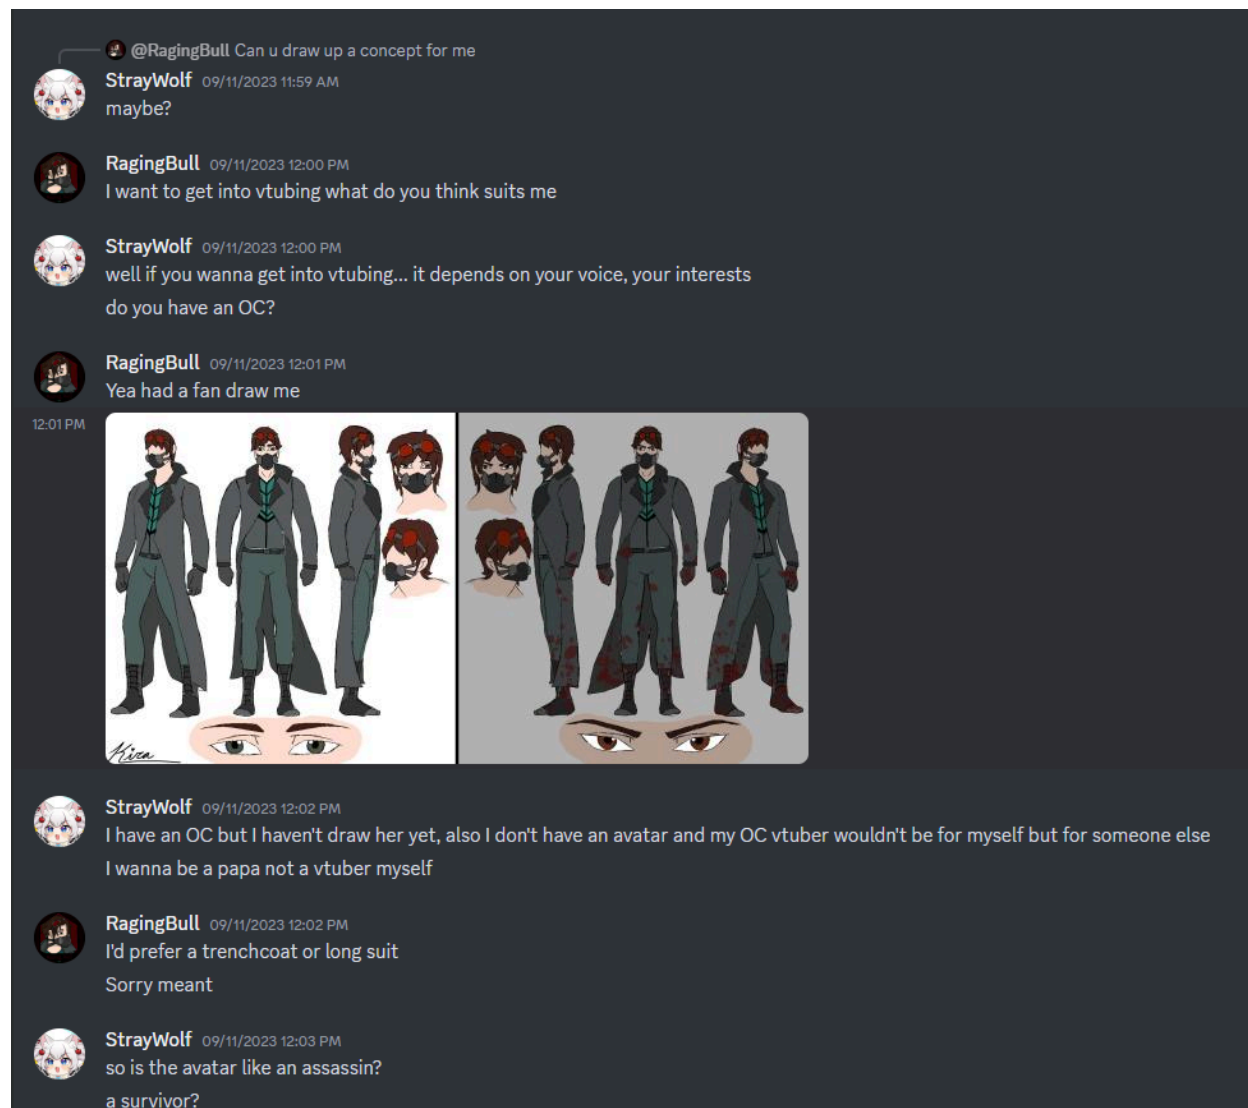 @RagingBull Can u draw up a concept for me
StrayWolf 09/11/2023 11:59 AM
maybe?
RagingBull 09/11/2023 12:00 PM
I want to get into vtubing what do you think suits me
StrayWolf 09/11/2023 12:00 PM
well if you wanna get into vtubing... it depends on your voice, your interests
do you have an OC?
RagingBull 09/11/2023 12:01 PM
Yea had a fan draw me
12:01 PM
Kira
StrayWolf 09/11/2023 12:02 PM
I have an OC but I haven't draw her yet, also I don't have an avatar and my OC vtuber wouldn't be for myself but for someone else
I wanna be a papa not a vtuber myself
RagingBull 09/11/2023 12:02 PM
I'd prefer a trenchcoat or long suit
Sorry meant
StrayWolf 09/11/2023 12:03 PM
so is the avatar like an assassin?
a survivor?